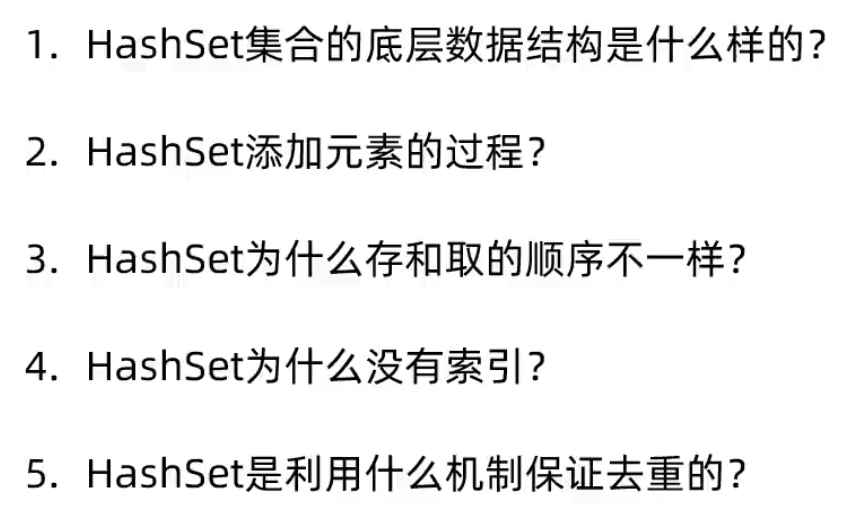 1. HashSet集合的底层数据结构是什么样的？
2. HashSet添加元素的过程？
3. HashSet为什么存和取的顺序不一样？
4. HashSet为什么没有索引？
5. HashSet是利用什么机制保证去重的？